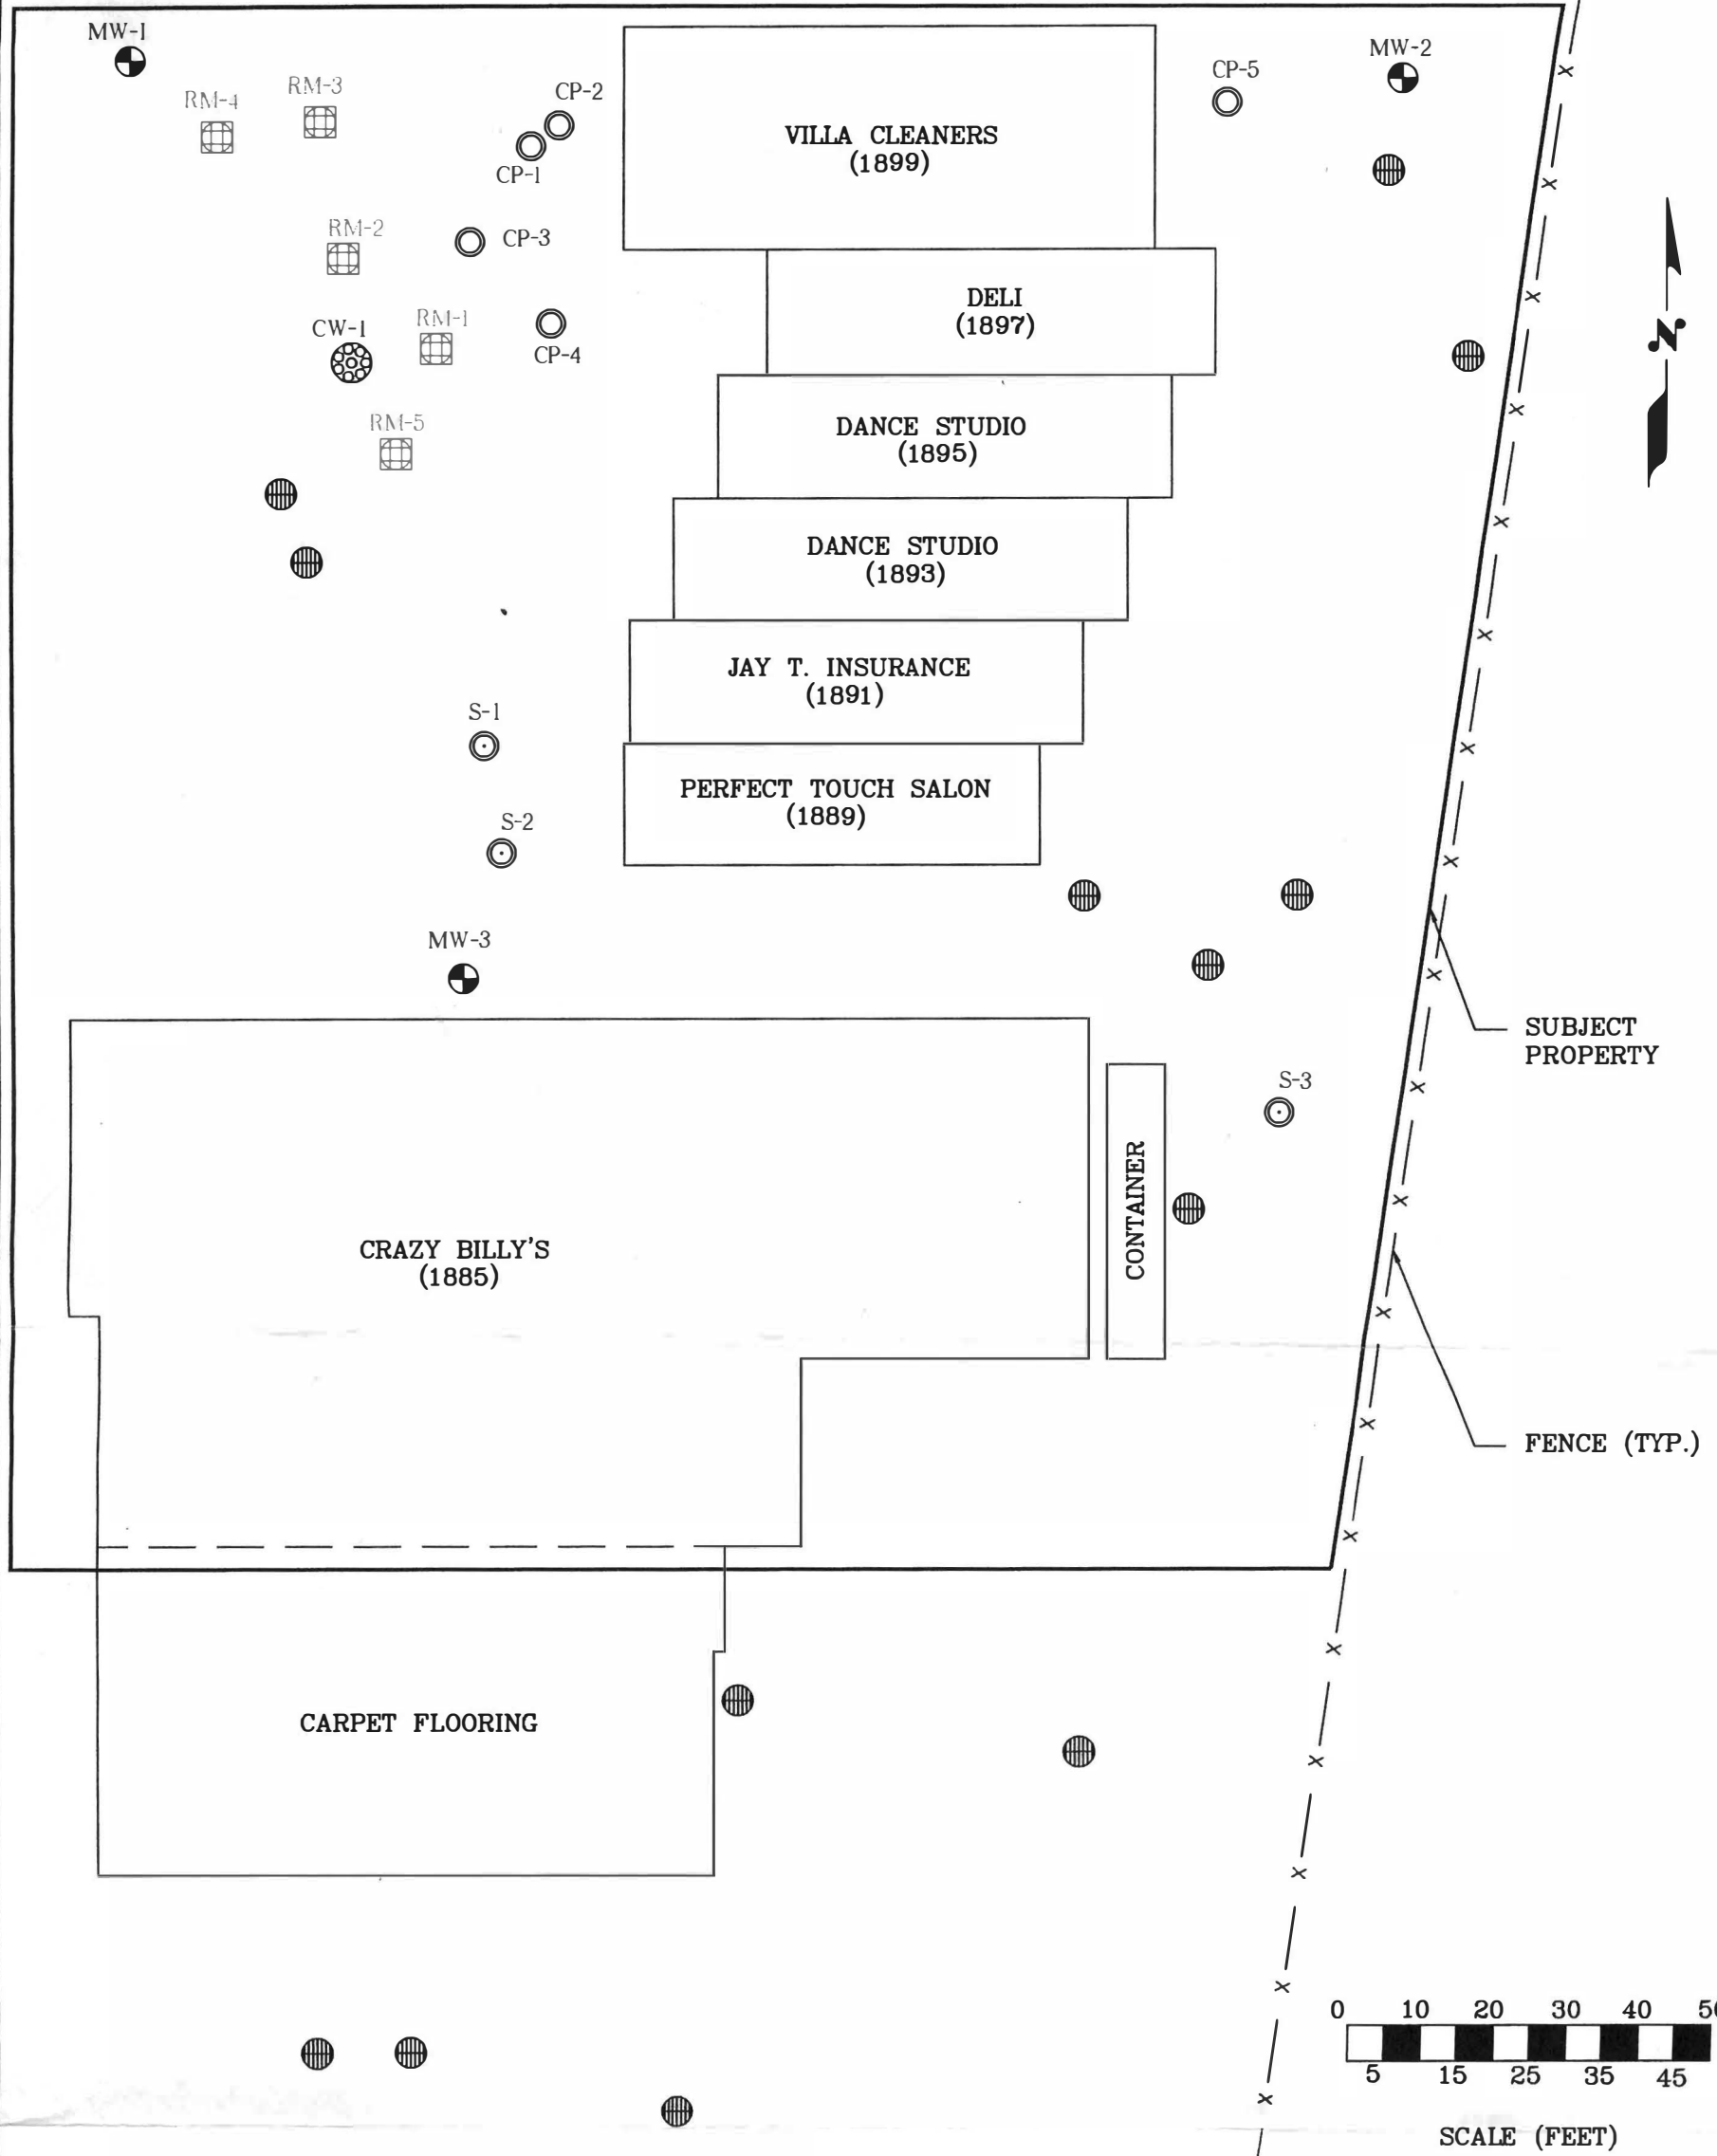 MW-1
MW-2
CP-5
RM-4
RM-3
CP-2
VILLA CLEANERS
(1899)
CP-1
RM-2
CP-3
DELI
(1897)
CW-1
RM-1
CP-4
N
RM-5
DANCE STUDIO
(1895)
DANCE STUDIO
(1893)
JAY T. INSURANCE
(1891)
S-1
PERFECT TOUCH SALON
(1889)
S-2
MW-3
SUBJECT
PROPERTY
S-3
CONTAINER
CRAZY BILLY'S
(1885)
FENCE (TYP.)
CARPET FLOORING
0 10 20 30 40
5 15 25 35 45
SCALE (FEET)